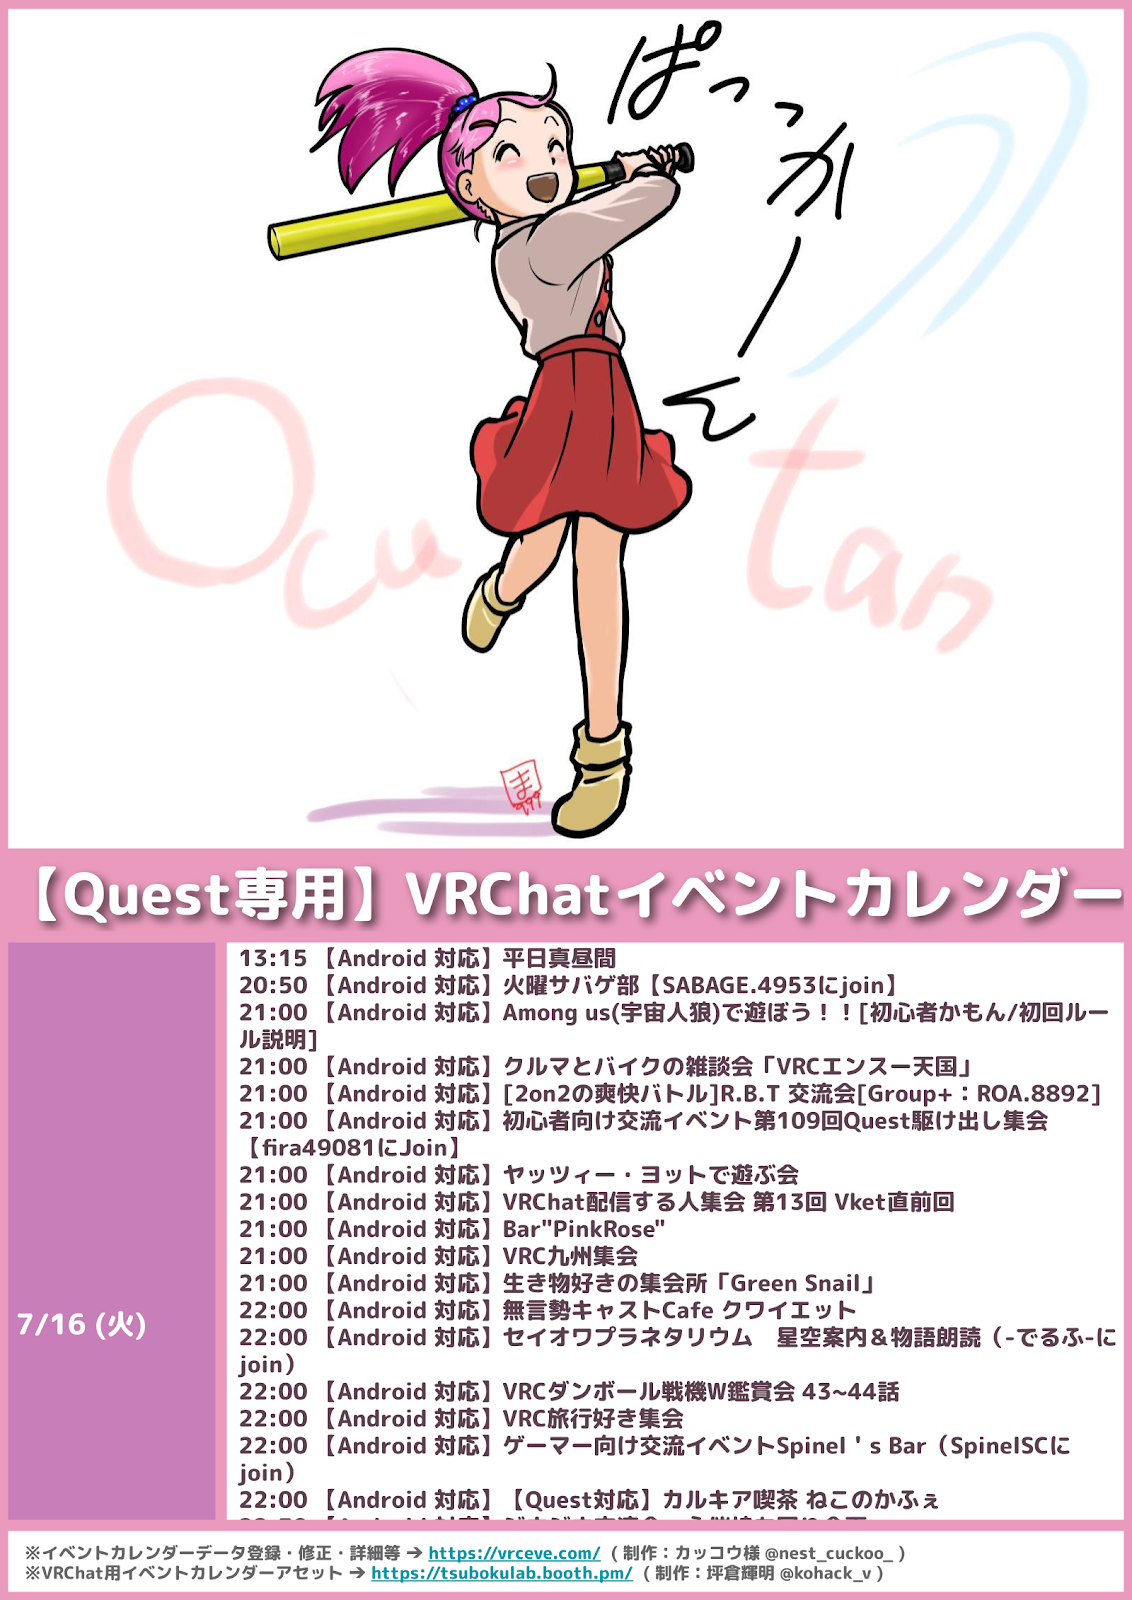 ぱっっかーん
Ocu tan
ま
999
【Quest専用】VRChatイベントカレンダー
7/16 (火)
13:15 【Android 対応】平日真昼間
20:50 【Android 対応】火曜サバゲ部【SABAGE.4953にjoin】
21:00 【Android 対応】Among us(宇宙人狼)で遊ぼう！！[初心者かもん/初回ルー
ル説明]
21:00 【Android 対応】クルマとバイクの雑談会「VRCエンスー天国」
21:00 【Android 対応】[2on2の爽快バトル]R.B.T 交流会[Group+：ROA.8892]
21:00 【Android 対応】初心者向け交流イベント第109回Quest駆け出し集会
【fira49081にJoin】
21:00 【Android 対応】ヤッツィー・ヨットで遊ぶ会
21:00 【Android 対応】VRChat配信する人集会 第13回 Vket直前回
21:00 【Android 対応】Bar"PinkRose"
21:00 【Android 対応】VRC九州集会
21:00 【Android 対応】生き物好きの集会所「Green Snail」
22:00 【Android 対応】無言勢キャストCafe クワイエット
22:00 【Android 対応】セイオワプラネタリウム　星空案内＆物語朗読（-でるふ-に
join）
22:00 【Android 対応】VRCダンボール戦機W鑑賞会 43~44話
22:00 【Android 対応】VRC旅行好き集会
22:00 【Android 対応】ゲーマー向け交流イベントSpinel＇s Bar（SpinelSCに
join）
22:00 【Android 対応】【Quest対応】カルキア喫茶 ねこのかふぇ
※イベントカレンダーデータ登録・修正・詳細等 → https://vrceve.com/ ( 制作：カッコウ様 @nest_cuckoo_ )
※VRChat用イベントカレンダーアセット → https://tsubokulab.booth.pm/ ( 制作：坪倉輝明 @kohack_v )